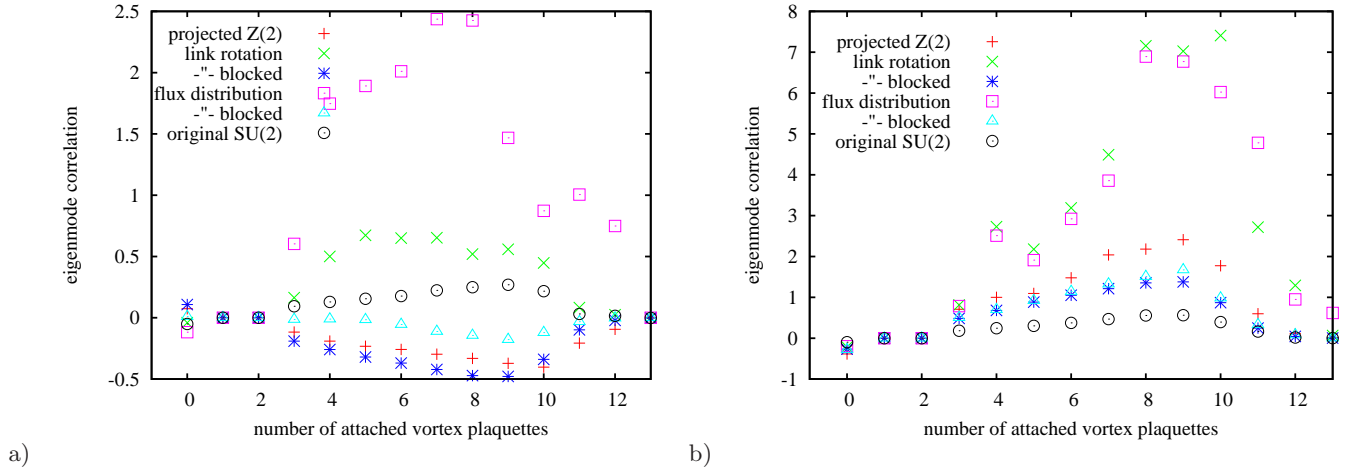 projected Z(2)
link rotation
-"- blocked
flux distribution
-"- blocked
original SU(2)
2.5
2
1.5
1
0.5
0
-0.5
eigenmode correlation
0 2 4 6 8 10 12
number of attached vortex plaquettes
a)
projected Z(2)
link rotation
-"- blocked
flux distribution
-"- blocked
original SU(2)
8
7
6
5
4
3
2
1
0
-1
eigenmode correlation
0 2 4 6 8 10 12
number of attached vortex plaquettes
b)